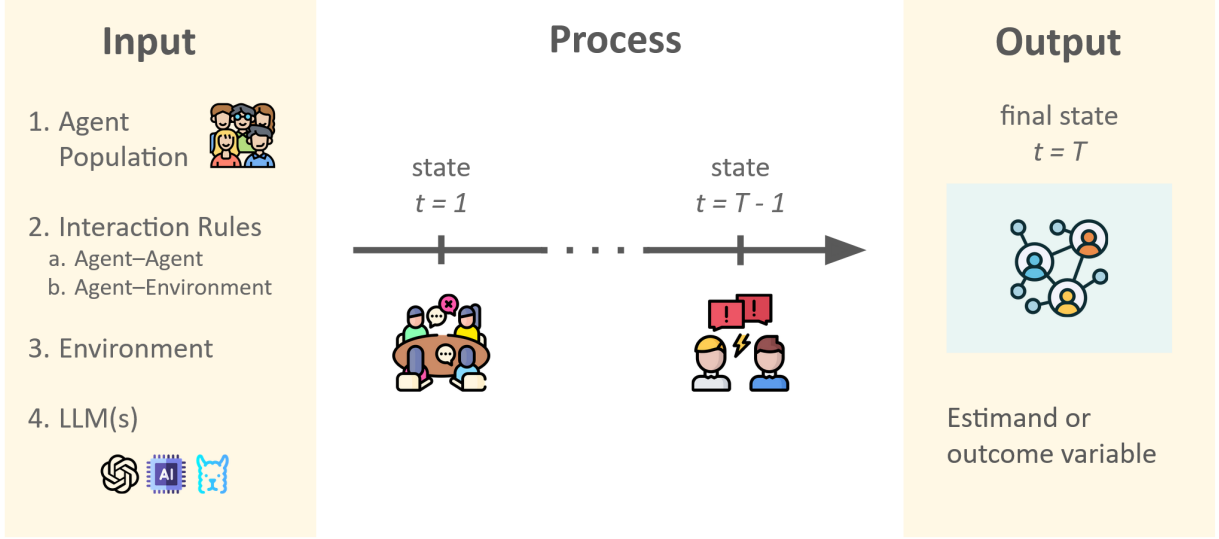 Input
1. Agent
Population
2. Interaction Rules
a. Agent–Agent
b. Agent–Environment
3. Environment
4. LLM(s)
AI
Process
state
t = 1
state
t = T - 1
. . . .
! !
Output
final state
t = T
Estimand or
outcome variable